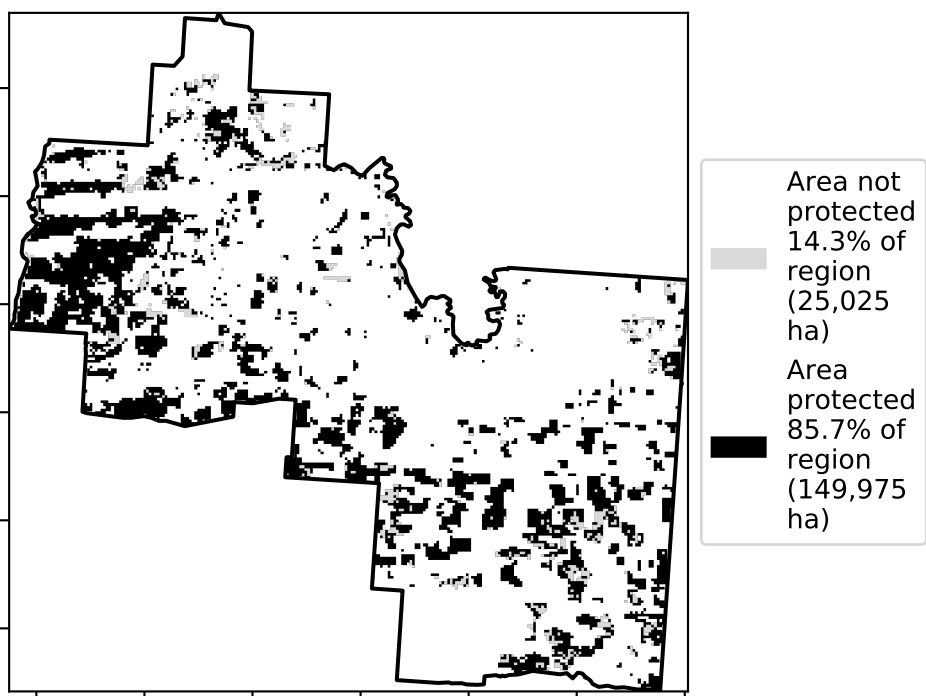 Area not
protected
14.3% of
region
(25,025
ha)
Area
protected
85.7% of
region
(149,975
ha)